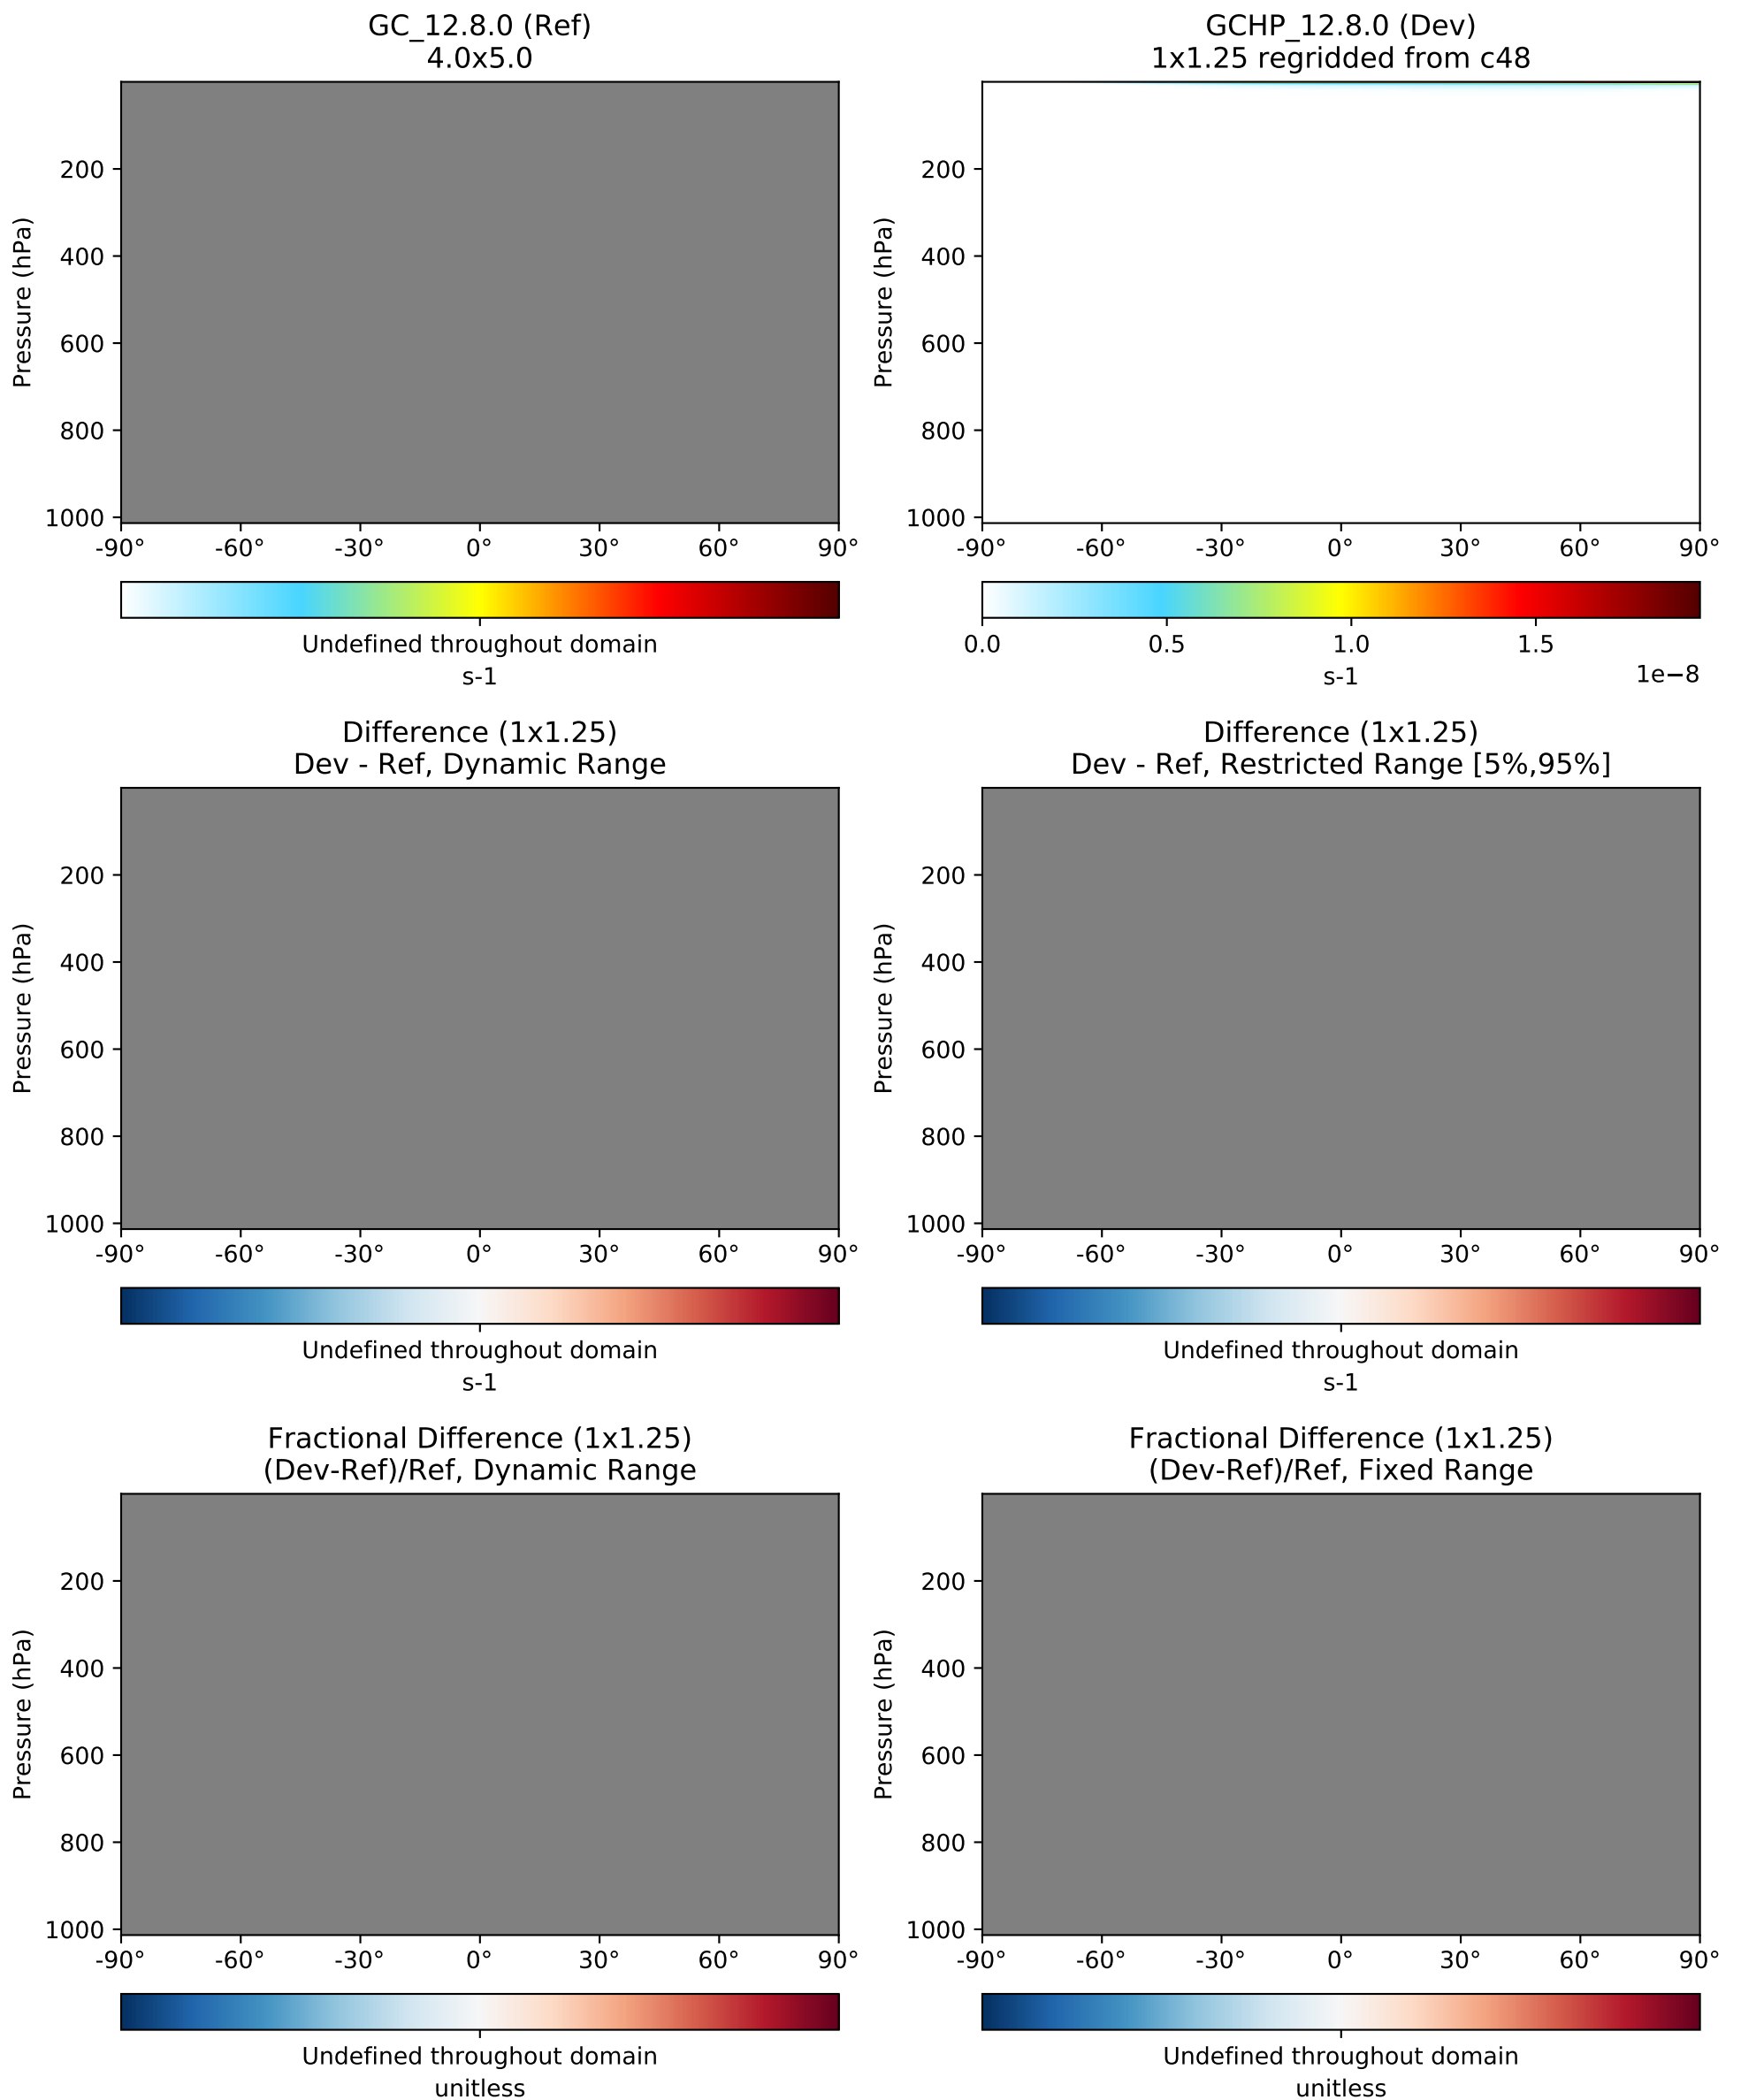 GC_12.8.0 (Ref)
4.0x5.0
Pressure (hPa)
200
400
600
800
1000
-90° -60° -30° 0° 30° 60° 90°
Undefined throughout domain
s-1
GCHP_12.8.0 (Dev)
1x1.25 regridded from c48
Pressure (hPa)
200
400
600
800
1000
-90° -60° -30° 0° 30° 60° 90°
0.0 0.5 1.0 1.5
s-1
1e−8
Difference (1x1.25)
Dev - Ref, Dynamic Range
Pressure (hPa)
200
400
600
800
1000
-90° -60° -30° 0° 30° 60° 90°
Undefined throughout domain
s-1
Difference (1x1.25)
Dev - Ref, Restricted Range [5%,95%]
Pressure (hPa)
200
400
600
800
1000
-90° -60° -30° 0° 30° 60° 90°
Undefined throughout domain
s-1
Fractional Difference (1x1.25)
(Dev-Ref)/Ref, Dynamic Range
Pressure (hPa)
200
400
600
800
1000
-90° -60° -30° 0° 30° 60° 90°
Undefined throughout domain
unitless
Fractional Difference (1x1.25)
(Dev-Ref)/Ref, Fixed Range
Pressure (hPa)
200
400
600
800
1000
-90° -60° -30° 0° 30° 60° 90°
Undefined throughout domain
unitless